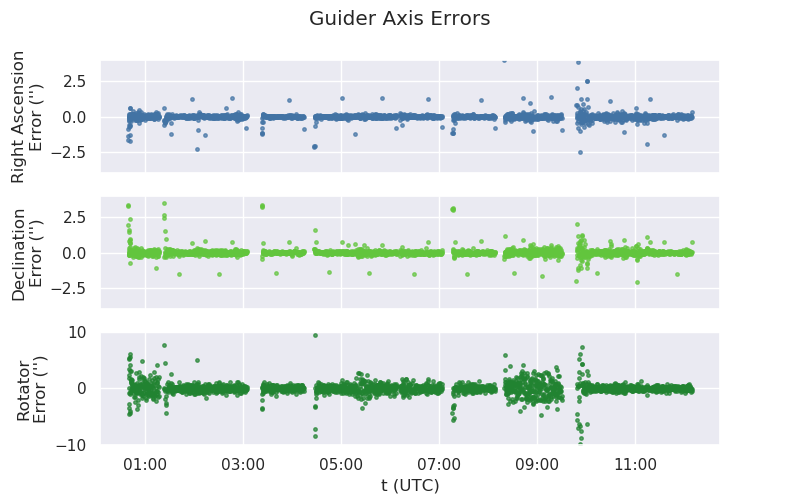 Guider Axis Errors
Right Ascension
Error ('')
2.5
0.0
−2.5
Declination
Error ('')
2.5
0.0
−2.5
Rotator
Error ('')
10
0
−10
01:00 03:00 05:00 07:00 09:00 11:00
t (UTC)